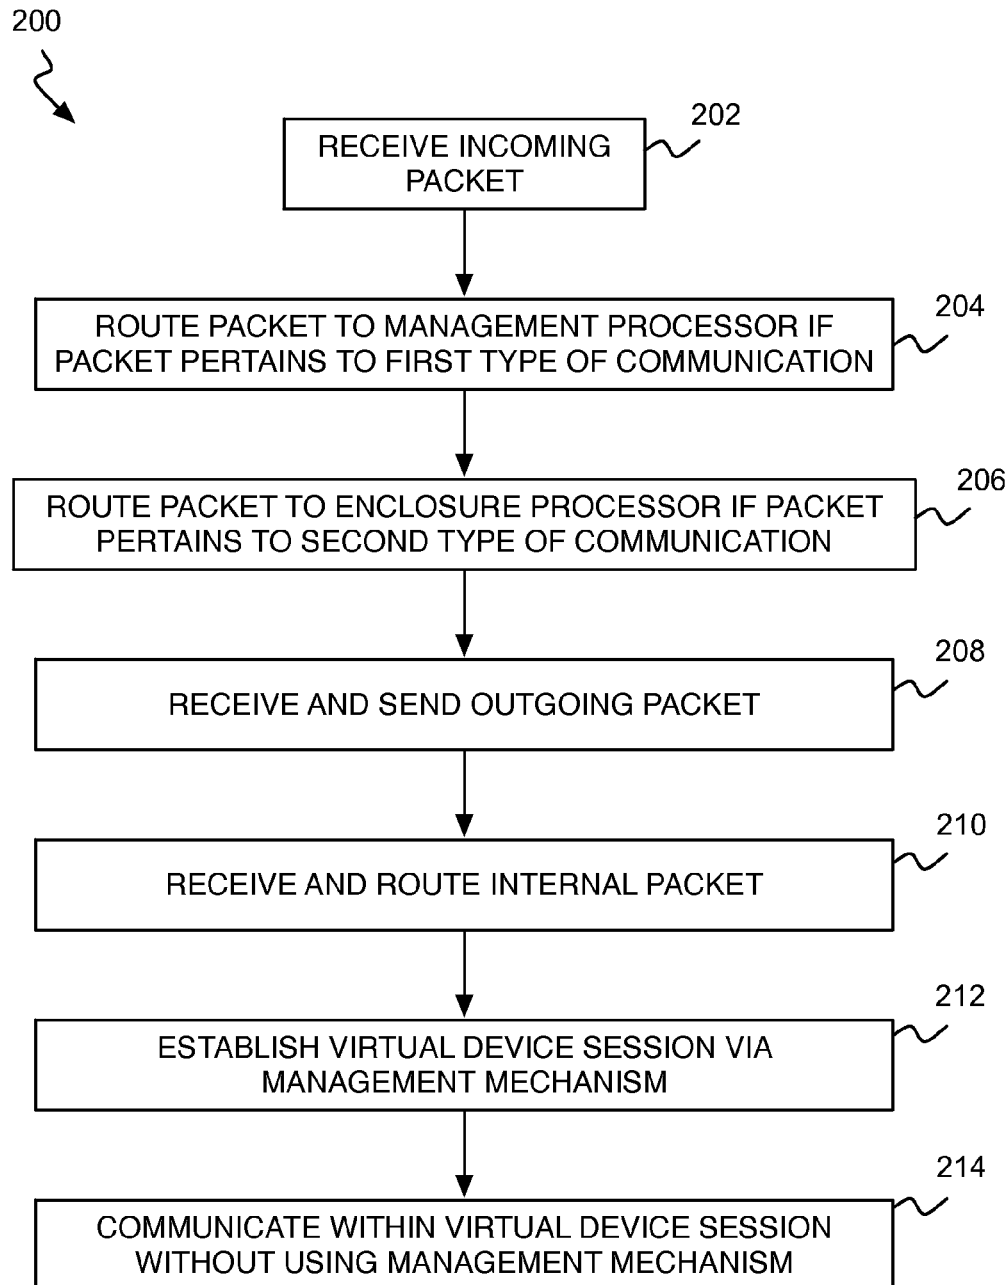 200
202
RECEIVE INCOMING
PACKET
204
ROUTE PACKET TO MANAGEMENT PROCESSOR IF
PACKET PERTAINS TO FIRST TYPE OF COMMUNICATION
206
ROUTE PACKET TO ENCLOSURE PROCESSOR IF PACKET
PERTAINS TO SECOND TYPE OF COMMUNICATION
208
RECEIVE AND SEND OUTGOING PACKET
210
RECEIVE AND ROUTE INTERNAL PACKET
212
ESTABLISH VIRTUAL DEVICE SESSION VIA
MANAGEMENT MECHANISM
214
COMMUNICATE WITHIN VIRTUAL DEVICE SESSION
WITHOUT USING MANAGEMENT MECHANISM